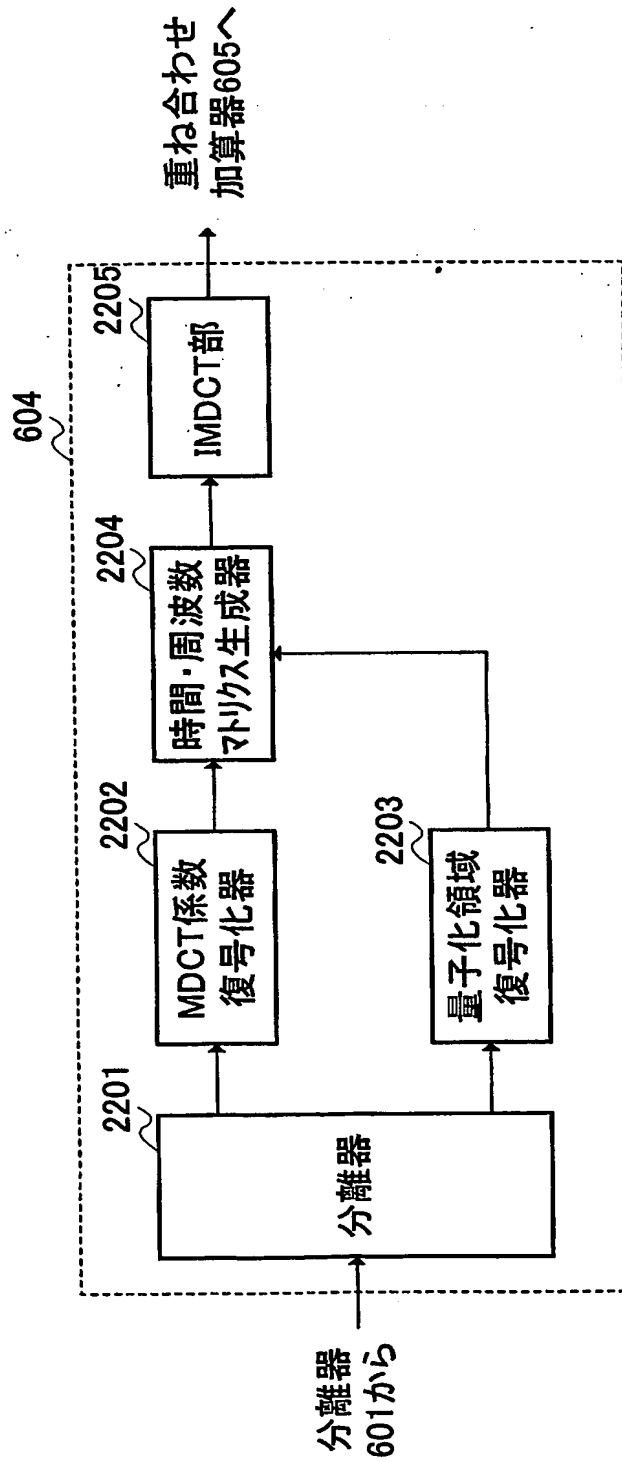 604
分離器
601から
2201
分離器
2202
MDCT係数
復号化器
2203
量子化領域
復号化器
2204
時間・周波数
マトリクス生成器
2205
IMDCT部
重ね合わせ
加算器605へ